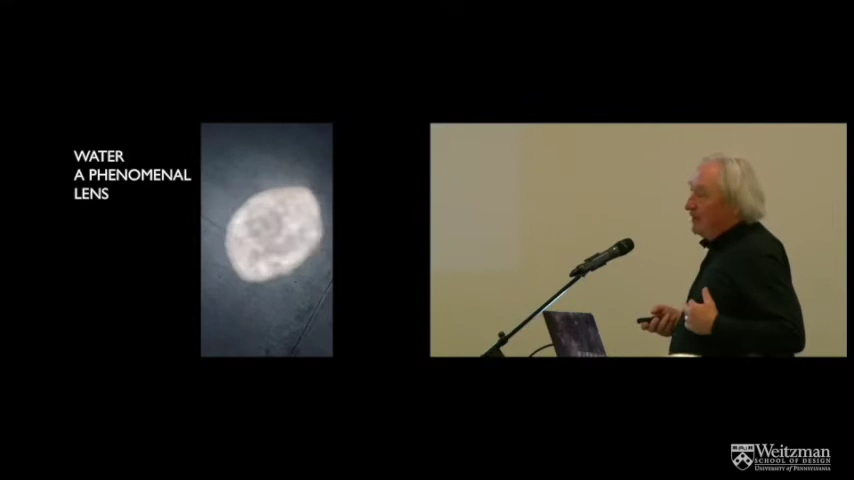 WATER
A PHENOMENAL
LENS
Weitzman
SCHOOL OF DESIGN
UNIVERSITY of PENNSYLVANIA